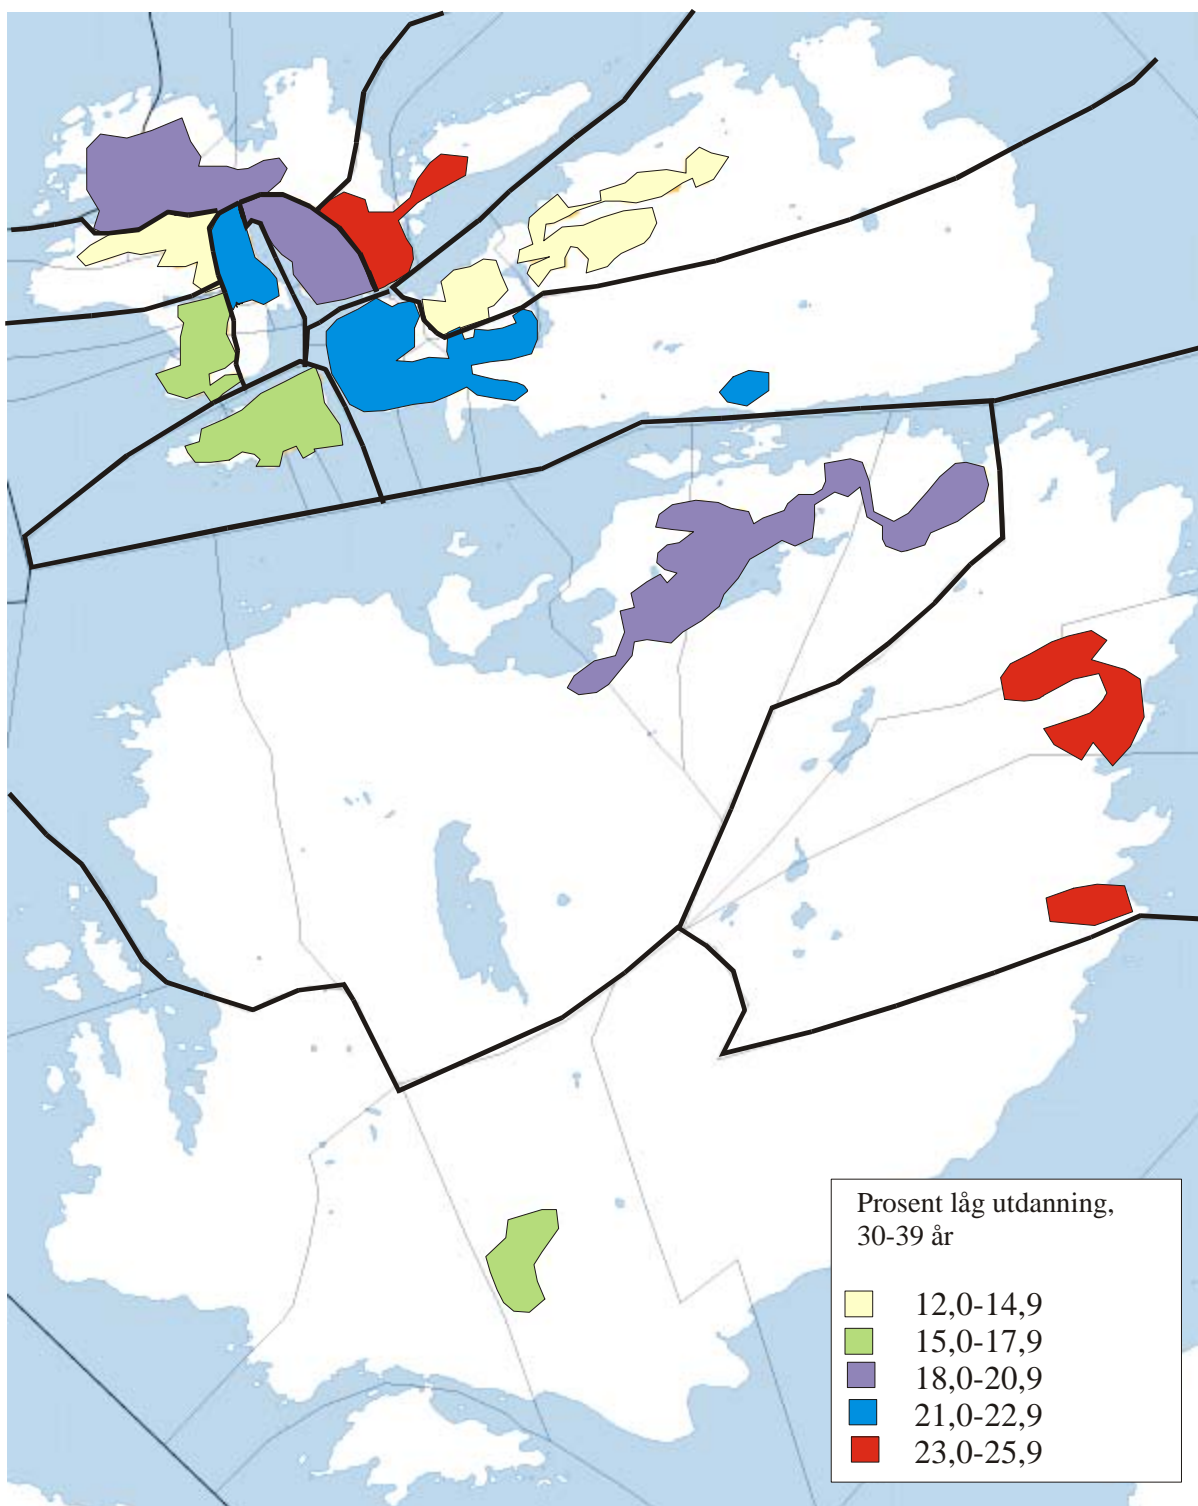 Prosent låg utdanning,
30-39 år
12,0-14,9
15,0-17,9
18,0-20,9
21,0-22,9
23,0-25,9